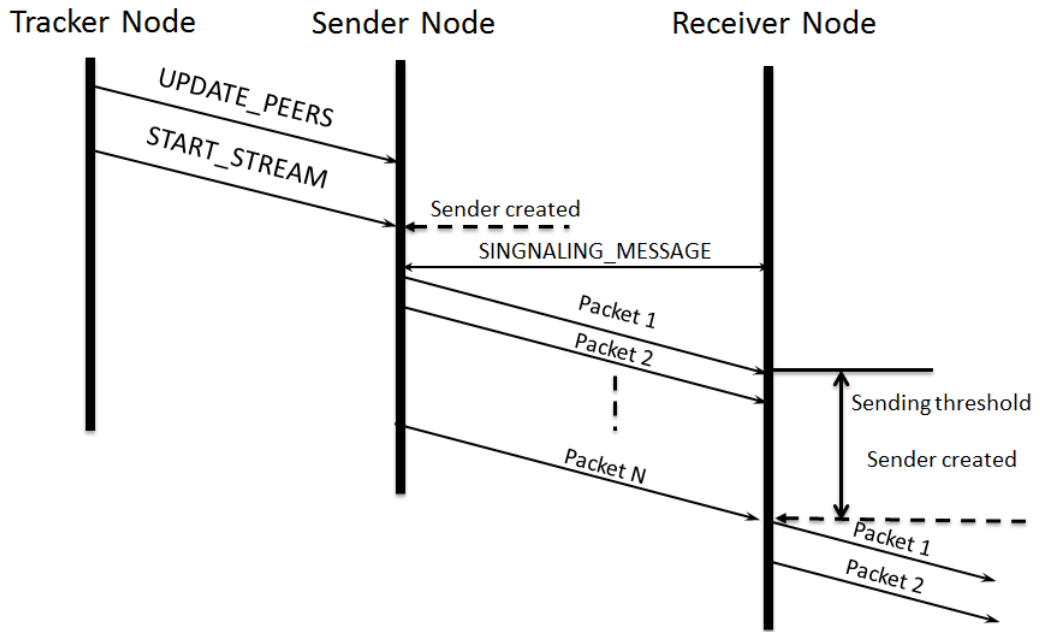 Tracker Node
Sender Node
Receiver Node
UPDATE_PEERS
START_STREAM
Sender created
SINGNALING_MESSAGE
Packet 1
Packet 2
Sending threshold
Sender created
Packet N
Packet 1
Packet 2